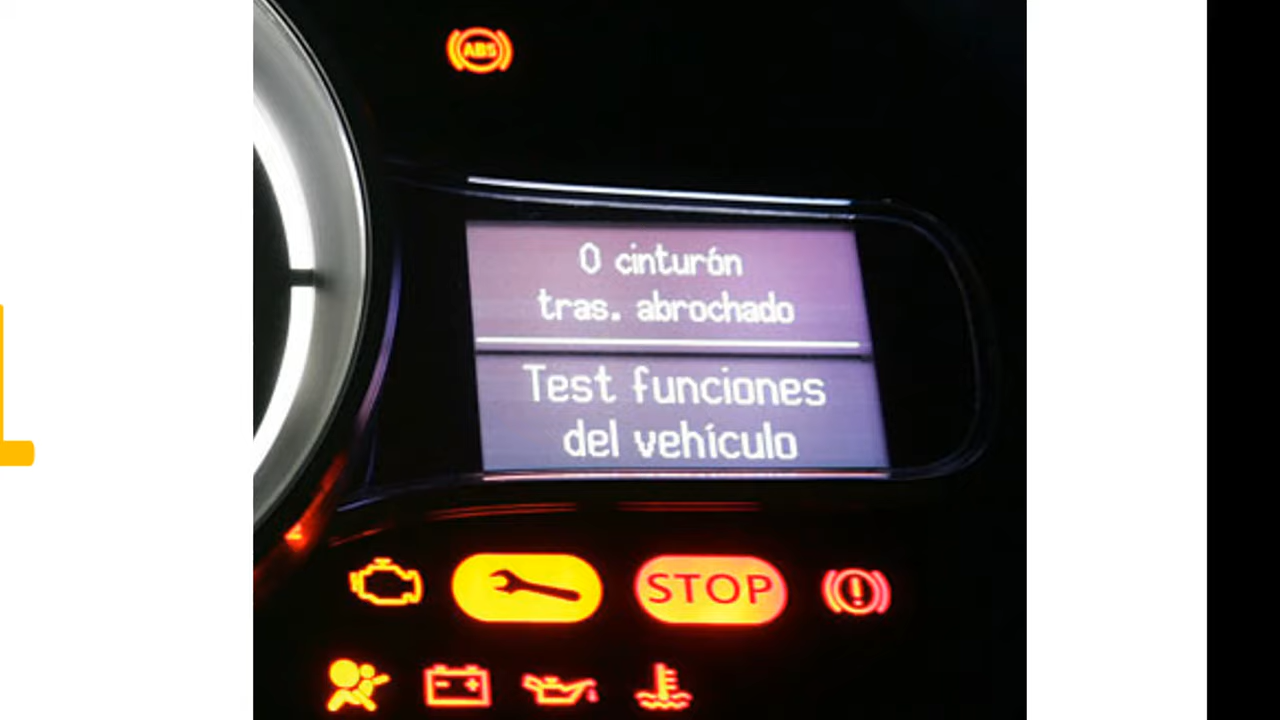 ABS
0 cinturón
tras. abrochado
Test funciones
del vehículo
STOP